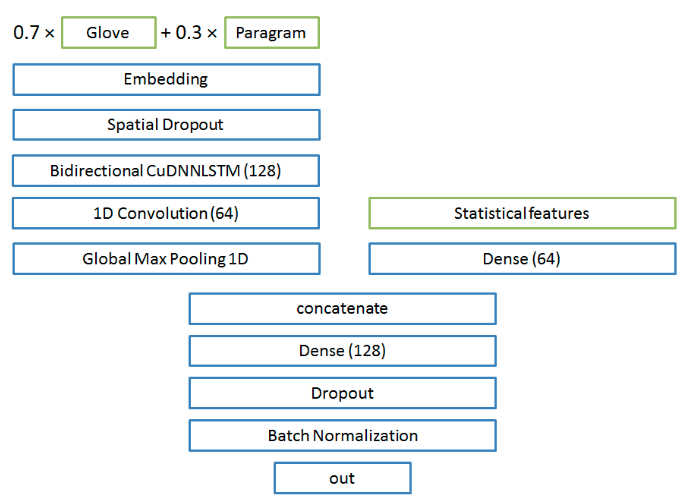 0.7 × Glove + 0.3 × Paragram
Embedding
Spatial Dropout
Bidirectional CuDNNLSTM (128)
1D Convolution (64)
Statistical features
Global Max Pooling 1D
Dense (64)
concatenate
Dense (128)
Dropout
Batch Normalization
out